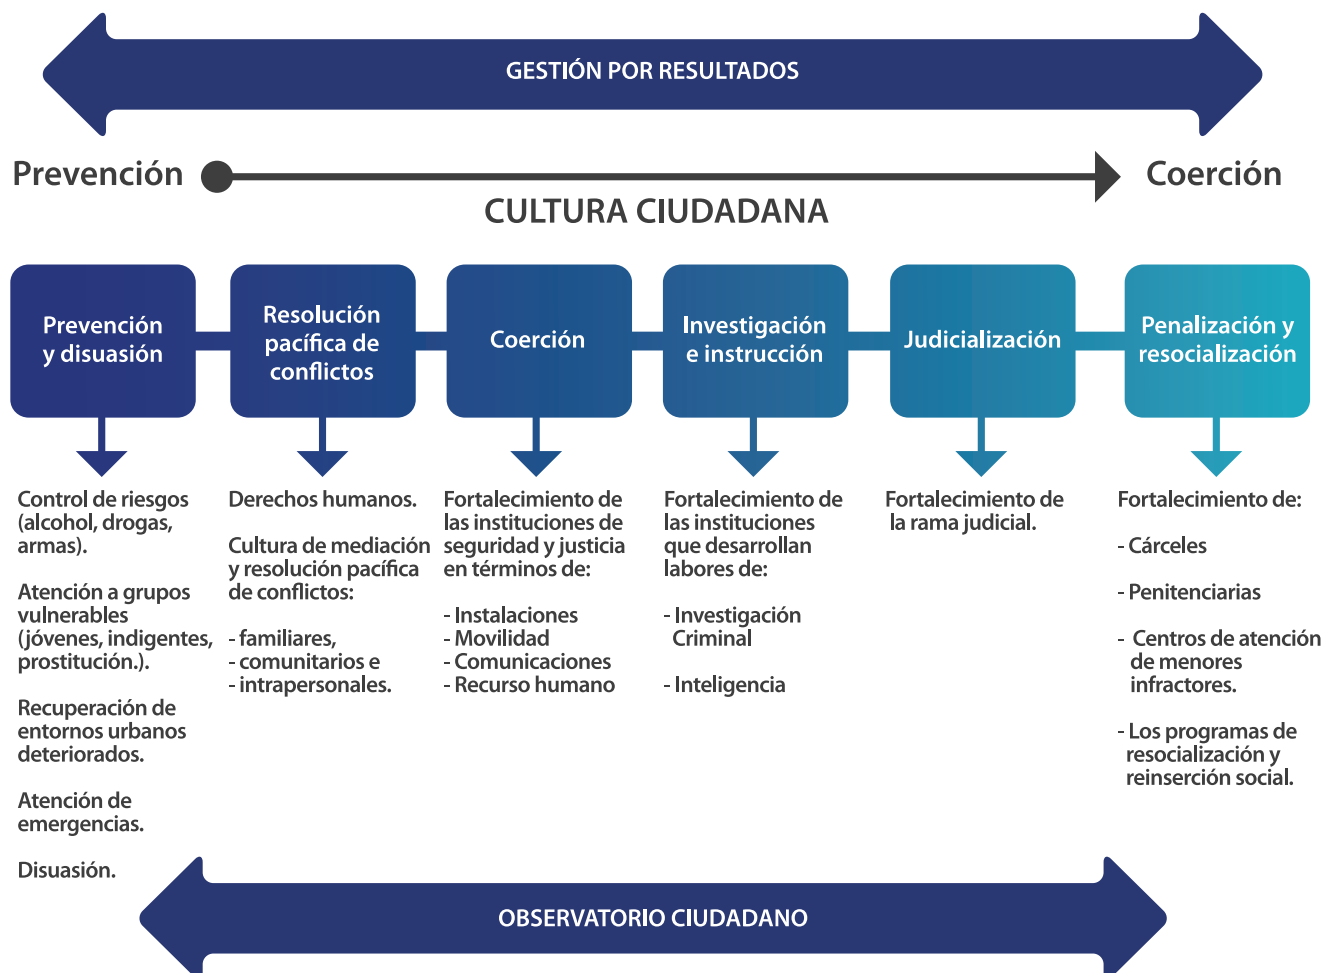 GESTIÓN POR RESULTADOS
Prevención
Coerción
CULTURA CIUDADANA
Prevención
y disuasión
Resolución
pacífica de
conflictos
Coerción
Investigación
e instrucción
Judicialización
Penalización y
resocialización
Control de riesgos
(alcohol, drogas,
armas).
Atención a grupos
vulnerables
(jóvenes, indigentes,
prostitución.).
Recuperación de
entornos urbanos
deteriorados.
Atención de
emergencias.
Disuasión.
Derechos humanos.
Cultura de mediación
y resolución pacífica
de conflictos:
- familiares,
- comunitarios e
- intrapersonales.
Fortalecimiento de
las instituciones de
seguridad y justicia
en términos de:
- Instalaciones
- Movilidad
- Comunicaciones
- Recurso humano
Fortalecimiento de
las instituciones
que desarrollan
labores de:
- Investigación
Criminal
- Inteligencia
Fortalecimiento de
la rama judicial.
Fortalecimiento de:
- Cárceles
- Penitenciarias
- Centros de atención
de menores
infractores.
- Los programas de
resocialización y
reinserción social.
OBSERVATORIO CIUDADANO